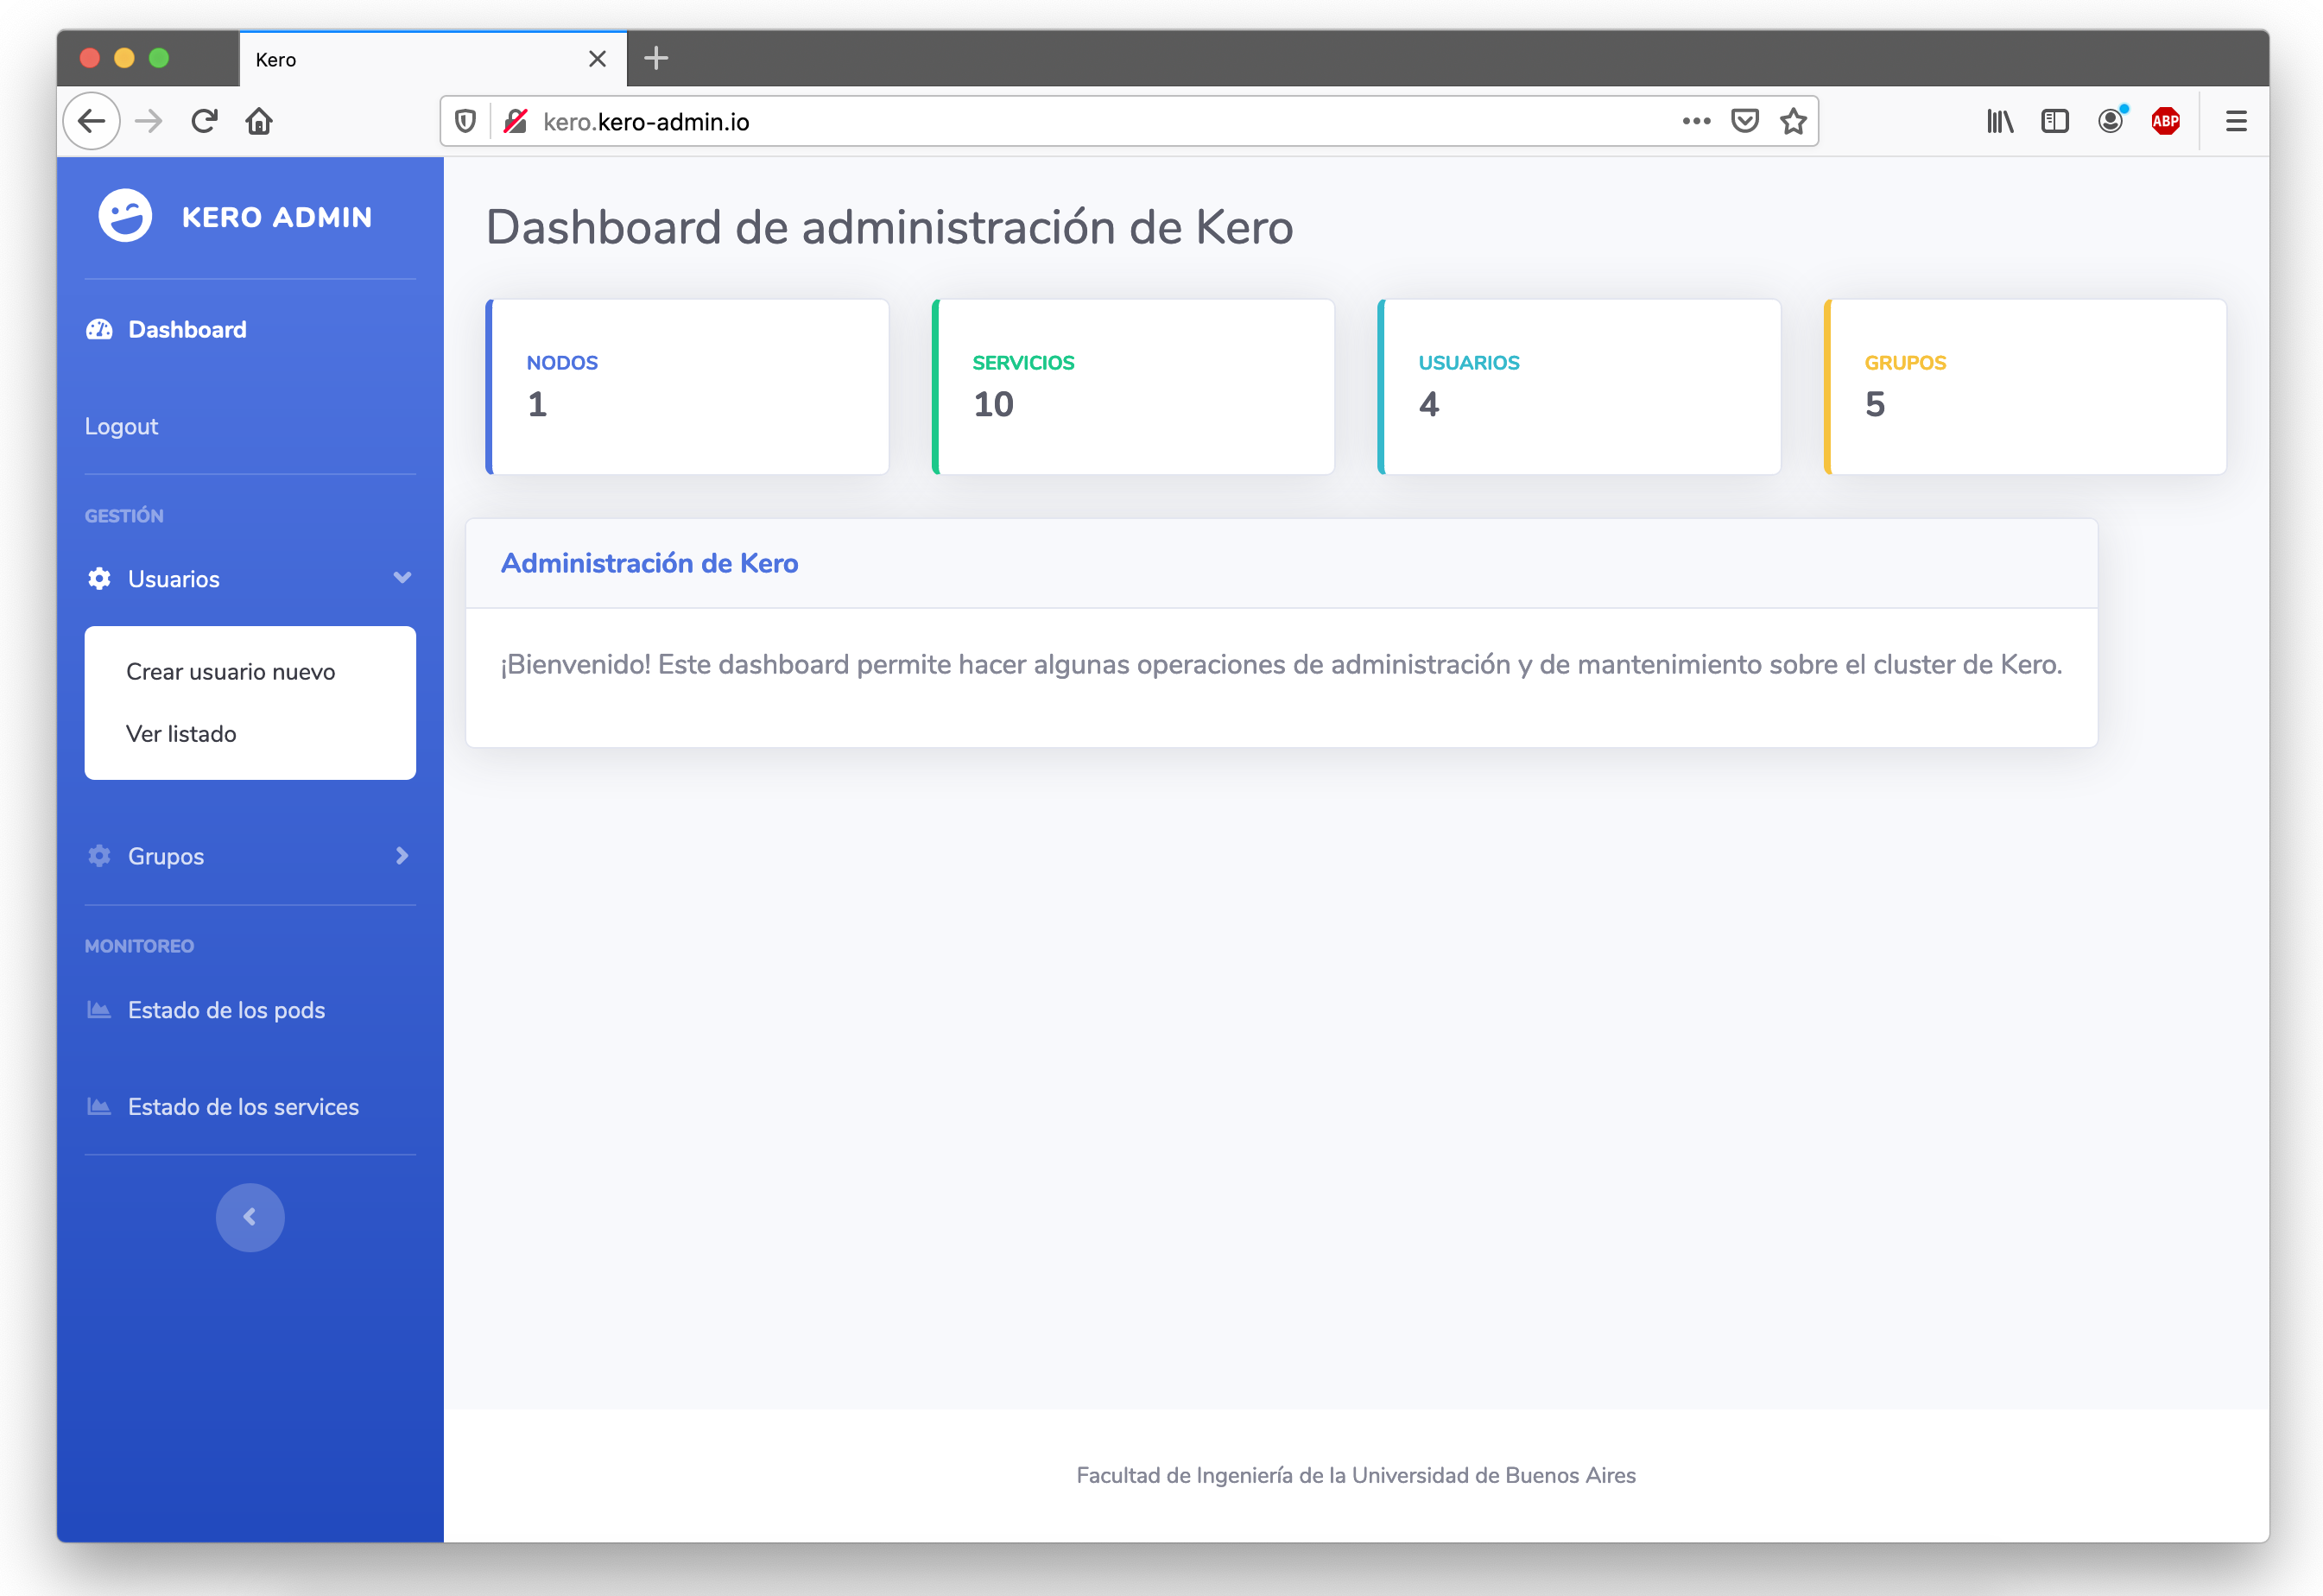 Kero
kero.kero-admin.io
ABP
KERO ADMIN
Dashboard
Logout
GESTIÓN
Usuarios
Crear usuario nuevo
Ver listado
Grupos
MONITOREO
Estado de los pods
Estado de los services
Dashboard de administración de Kero
NODOS
1
SERVICIOS
10
USUARIOS
4
GRUPOS
5
Administración de Kero
¡Bienvenido! Este dashboard permite hacer algunas operaciones de administración y de mantenimiento sobre el cluster de Kero.
Facultad de Ingeniería de la Universidad de Buenos Aires